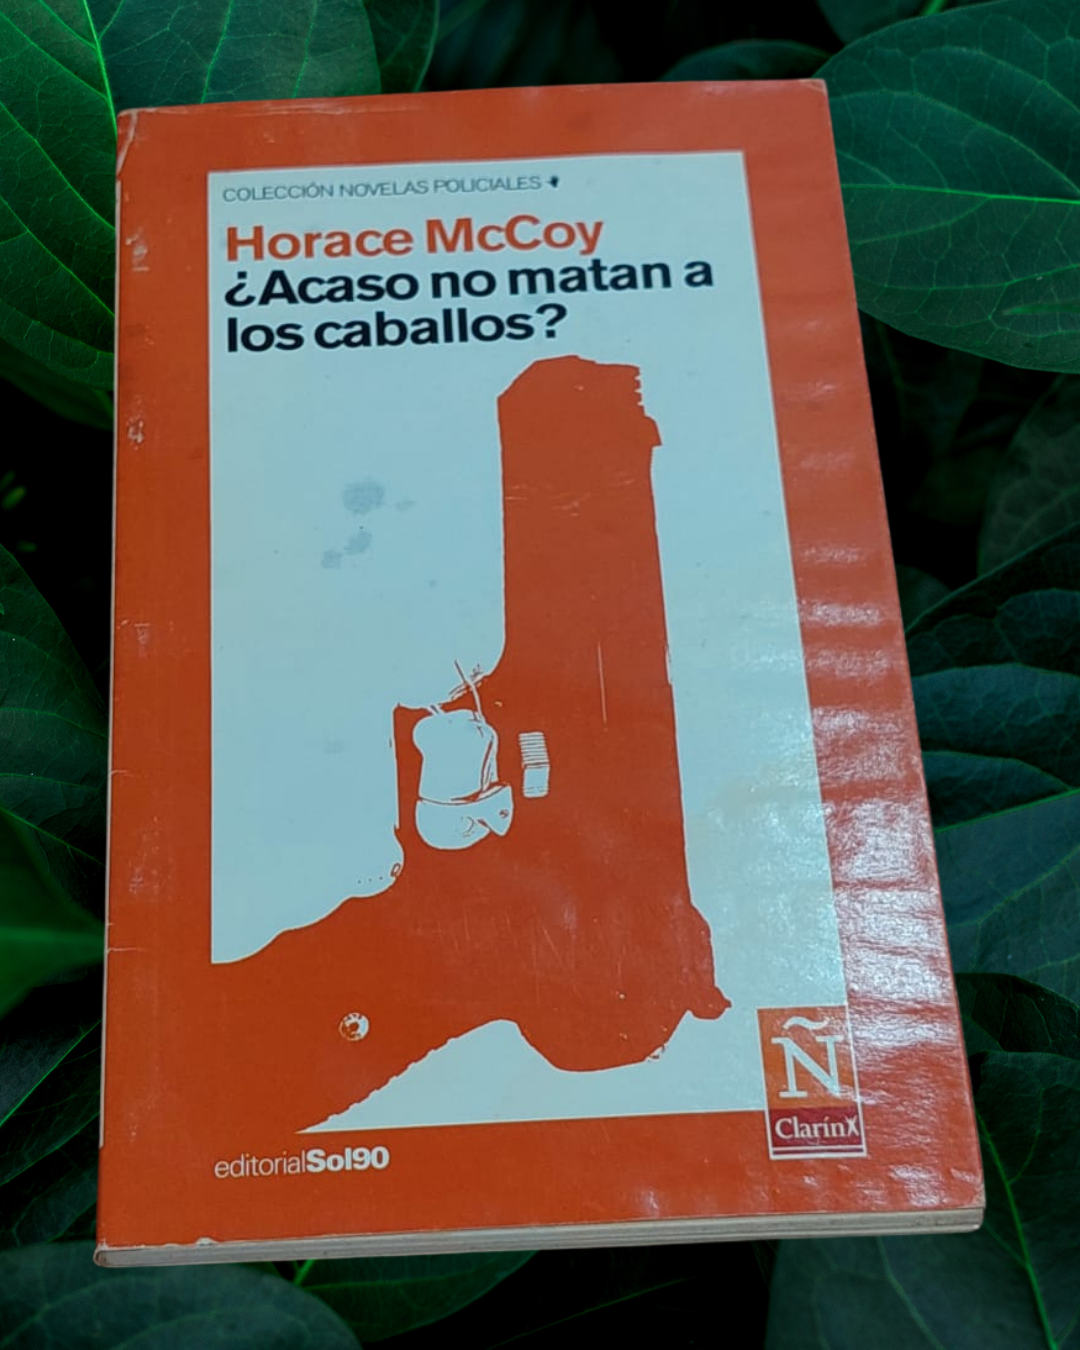 COLECCIÓN NOVELAS POLICIALES
Horace McCoy
¿Acaso no matan a
los caballos?
Ñ
Clarín
editorialSol90